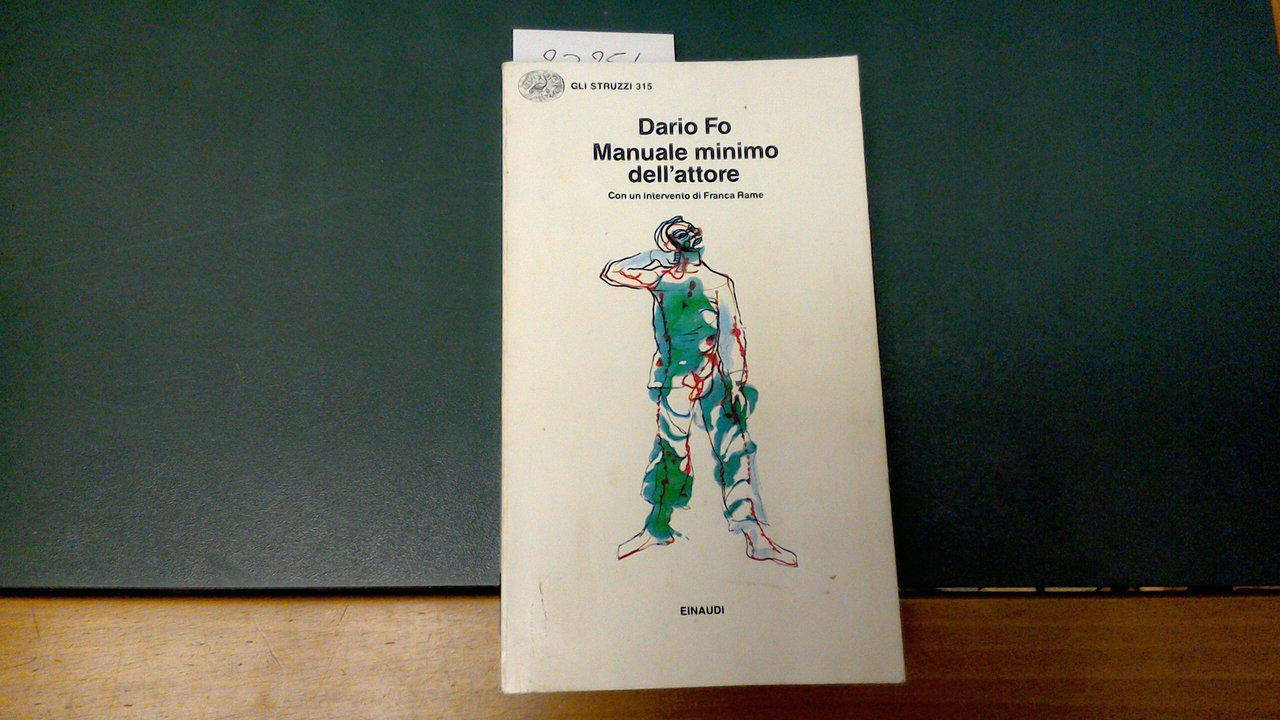 GLI STRUZZI 315
Dario Fo
Manuale minimo
dell'attore
Con un intervento di Franca Rame
EINAUDI